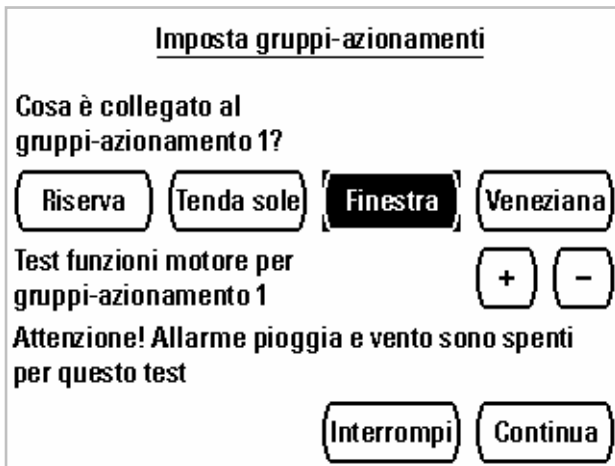 Imposta gruppi-azionamenti
Cosa è collegato al
gruppi-azionamento 1?
Riserva Tenda sole Finestra Veneziana
Test funzioni motore per
gruppi-azionamento 1
+ −
Attenzione! Allarme pioggia e vento sono spenti
per questo test
Interrompi Continua